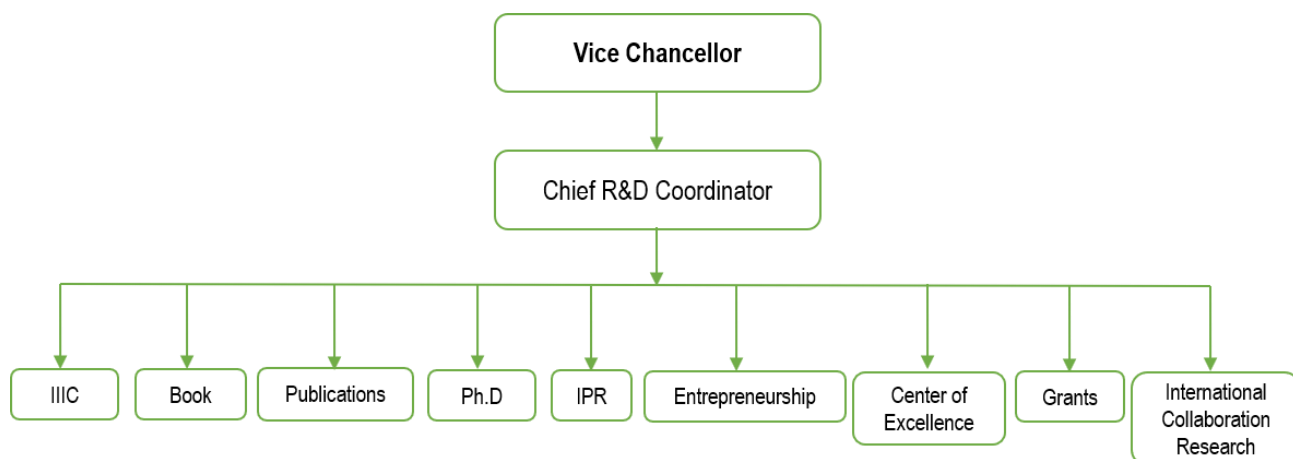 Vice Chancellor
Chief R&D Coordinator
IIIC
Book
Publications
Ph.D
IPR
Entrepreneurship
Center of
Excellence
Grants
International
Collaboration
Research